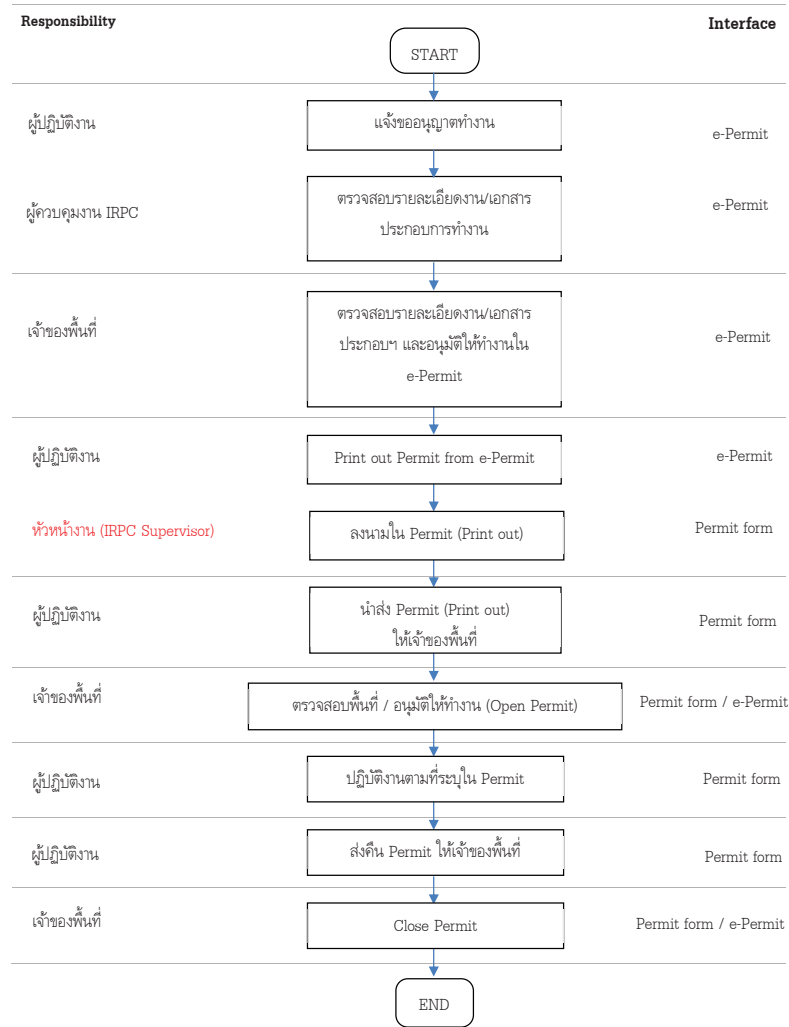 Responsibility
Interface
START
ผู้ปฏิบัติงาน
แจ้งขออนุญาตทำงาน
e-Permit
ผู้ควบคุมงาน IRPC
ตรวจสอบรายละเอียดงาน/เอกสาร
ประกอบการทำงาน
e-Permit
เจ้าของพื้นที่
ตรวจสอบรายละเอียดงาน/เอกสาร
ประกอบฯ และอนุมัติให้ทำงานใน
e-Permit
e-Permit
ผู้ปฏิบัติงาน
Print out Permit from e-Permit
e-Permit
หัวหน้างาน (IRPC Supervisor)
ลงนามใน Permit (Print out)
Permit form
ผู้ปฏิบัติงาน
นำส่ง Permit (Print out)
ให้เจ้าของพื้นที่
Permit form
เจ้าของพื้นที่
ตรวจสอบพื้นที่ / อนุมัติให้ทำงาน (Open Permit)
Permit form / e-Permit
ผู้ปฏิบัติงาน
ปฏิบัติงานตามที่ระบุใน Permit
Permit form
ผู้ปฏิบัติงาน
ส่งคืน Permit ให้เจ้าของพื้นที่
Permit form
เจ้าของพื้นที่
Close Permit
Permit form / e-Permit
END